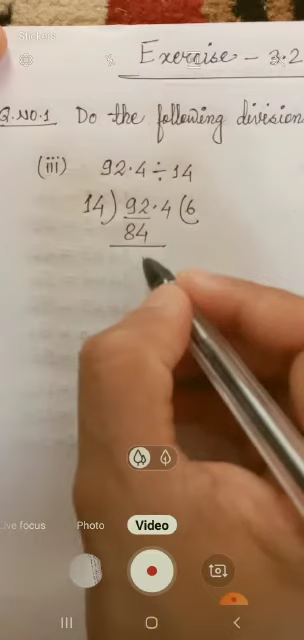 Stickers
Exercise - 3.2
Q.NO.1 Do the following division
(iii) 92.4÷14
14) 92.4 (6
84
Live focus Photo Video